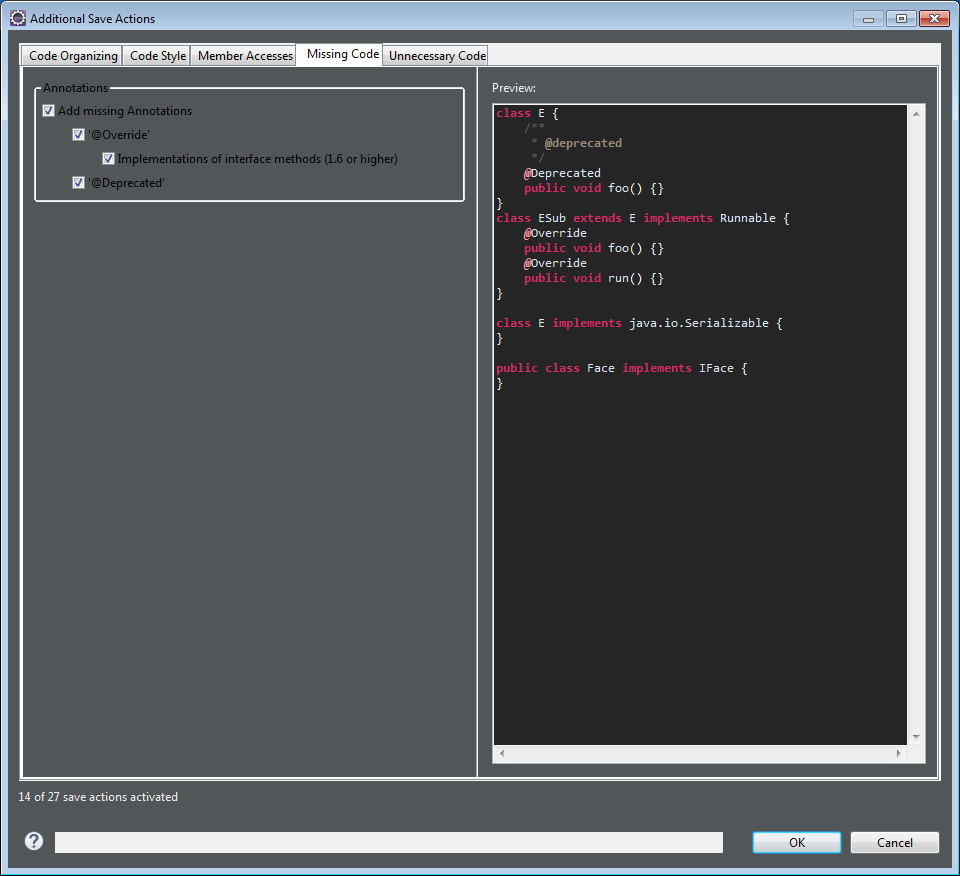 Additional Save Actions
Code Organizing Code Style Member Accesses Missing Code Unnecessary Code
Annotations
Add missing Annotations
'@Override'
Implementations of interface methods (1.6 or higher)
'@Deprecated'
Preview:
class E {
    /**
     * @deprecated
     */
    @Deprecated
    public void foo() {}
}
class ESub extends E implements Runnable {
    @Override
    public void foo() {}
    @Override
    public void run() {}
}

class E implements java.io.Serializable {
}

public class Face implements IFace {
}
14 of 27 save actions activated
?
OK Cancel